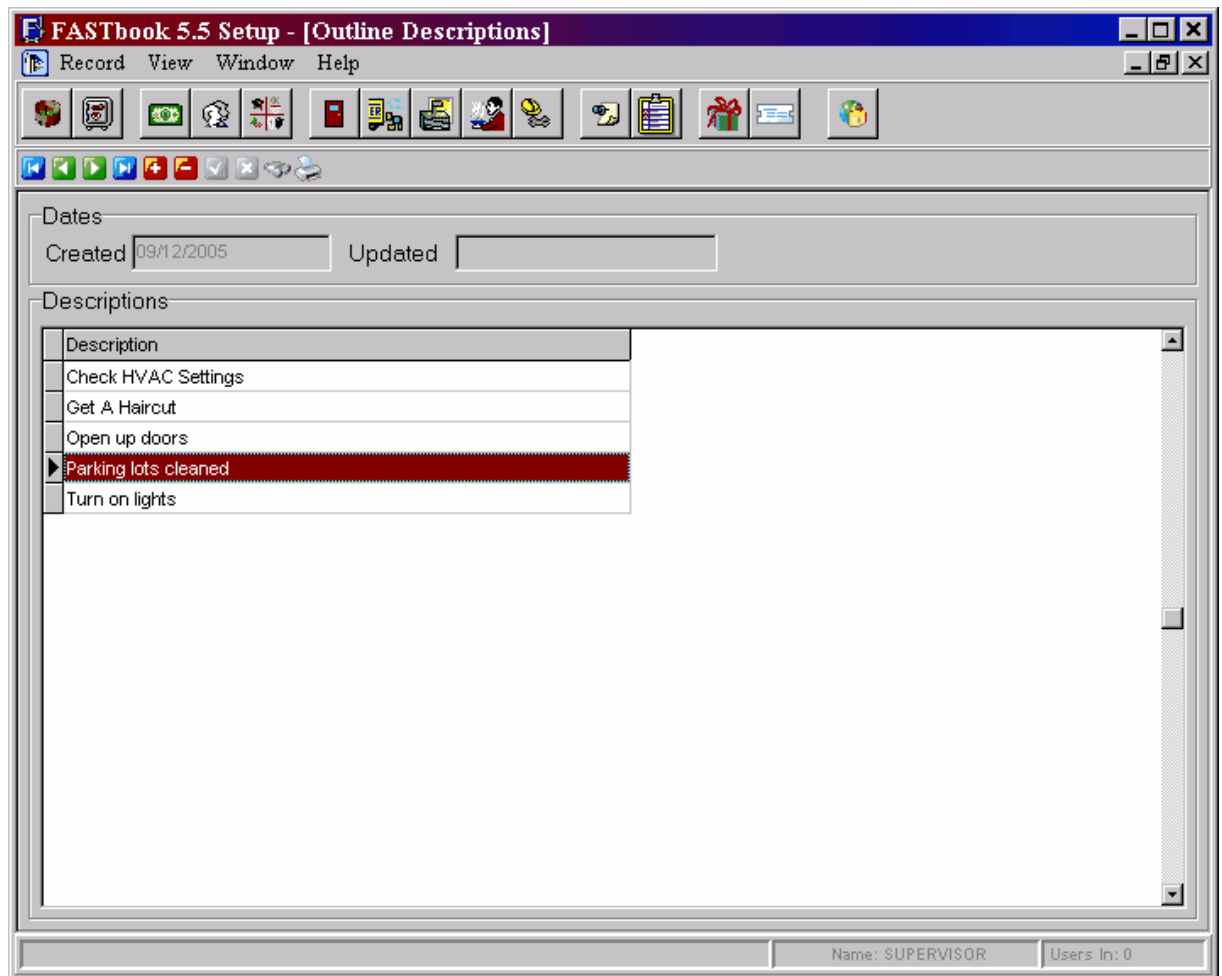 FASTbook 5.5 Setup - [Outline Descriptions]
Record View Window Help
Dates
Created 09/12/2005 Updated
Descriptions
Description
Check HVAC Settings
Get A Haircut
Open up doors
Parking lots cleaned
Turn on lights
Name: SUPERVISOR Users In: 0